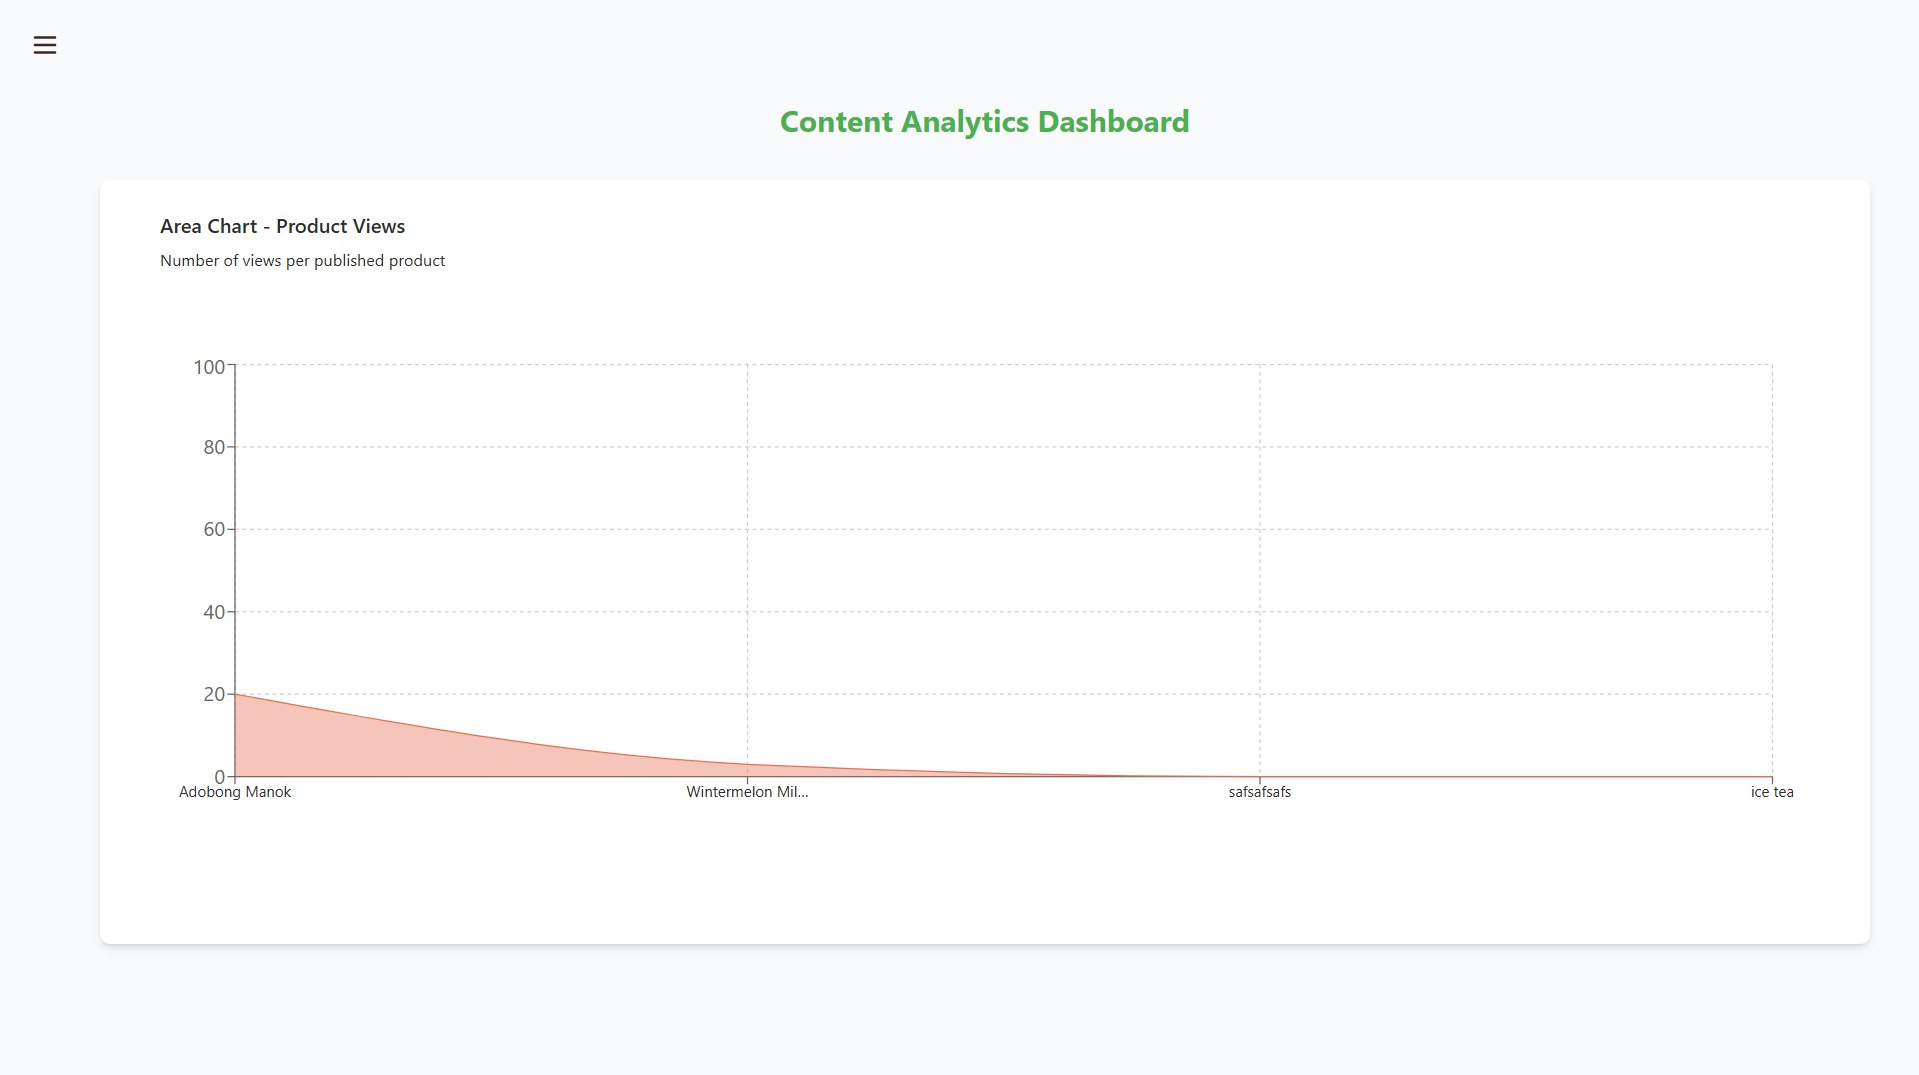 Content Analytics Dashboard
Area Chart - Product Views
Number of views per published product
100
80
60
40
20
0
Adobong Manok Wintermelon Mil... safsafsafs ice tea